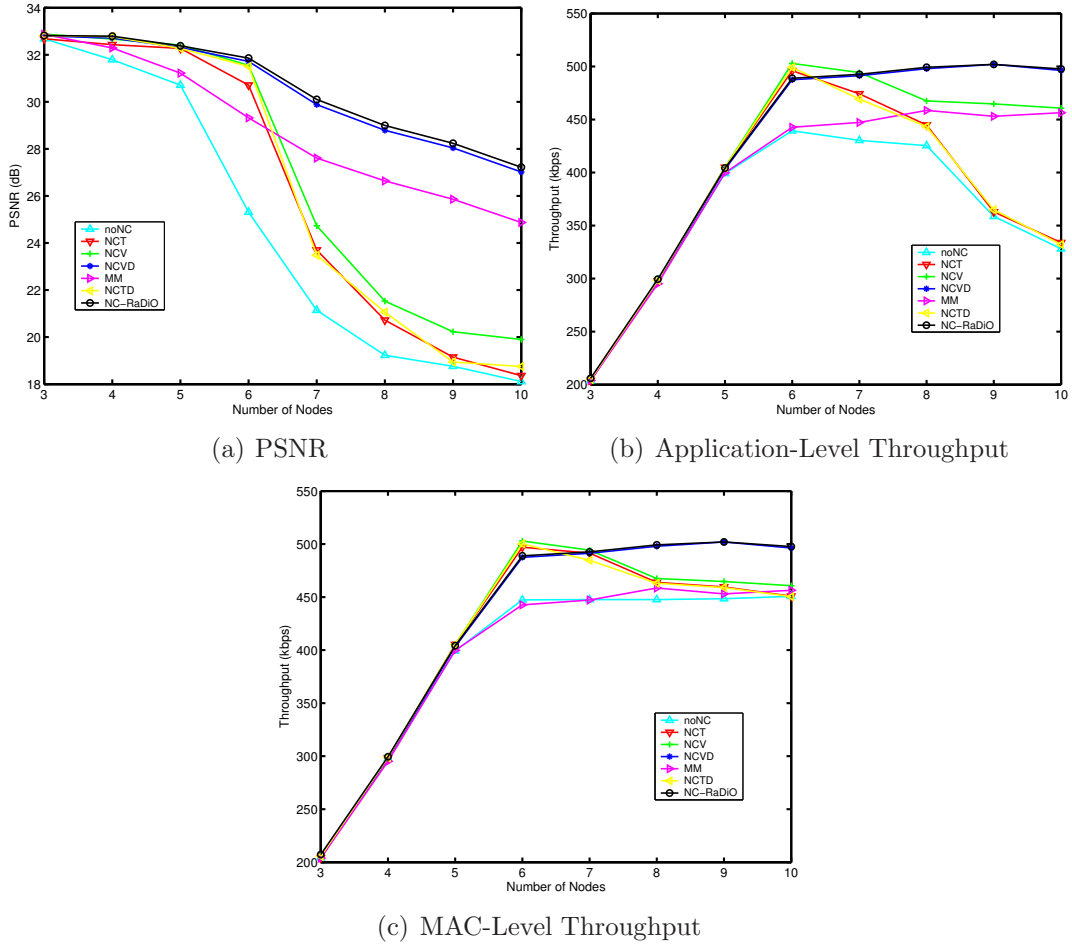 34
32
30
28
26
24
22
20
18
PSNR (dB)
noNC
NCT
NCV
NCVD
MM
NCTD
NC−RaDiO
3 4 5 6 7 8 9 10
Number of Nodes
(a) PSNR
550
500
450
400
350
300
250
200
Throughput (kbps)
noNC
NCT
NCV
NCVD
MM
NCTD
NC−RaDiO
3 4 5 6 7 8 9 10
Number of Nodes
(b) Application-Level Throughput
550
500
450
400
350
300
250
200
Throughput (kbps)
noNC
NCT
NCV
NCVD
MM
NCTD
NC−RaDiO
3 4 5 6 7 8 9 10
Number of Nodes
(c) MAC-Level Throughput